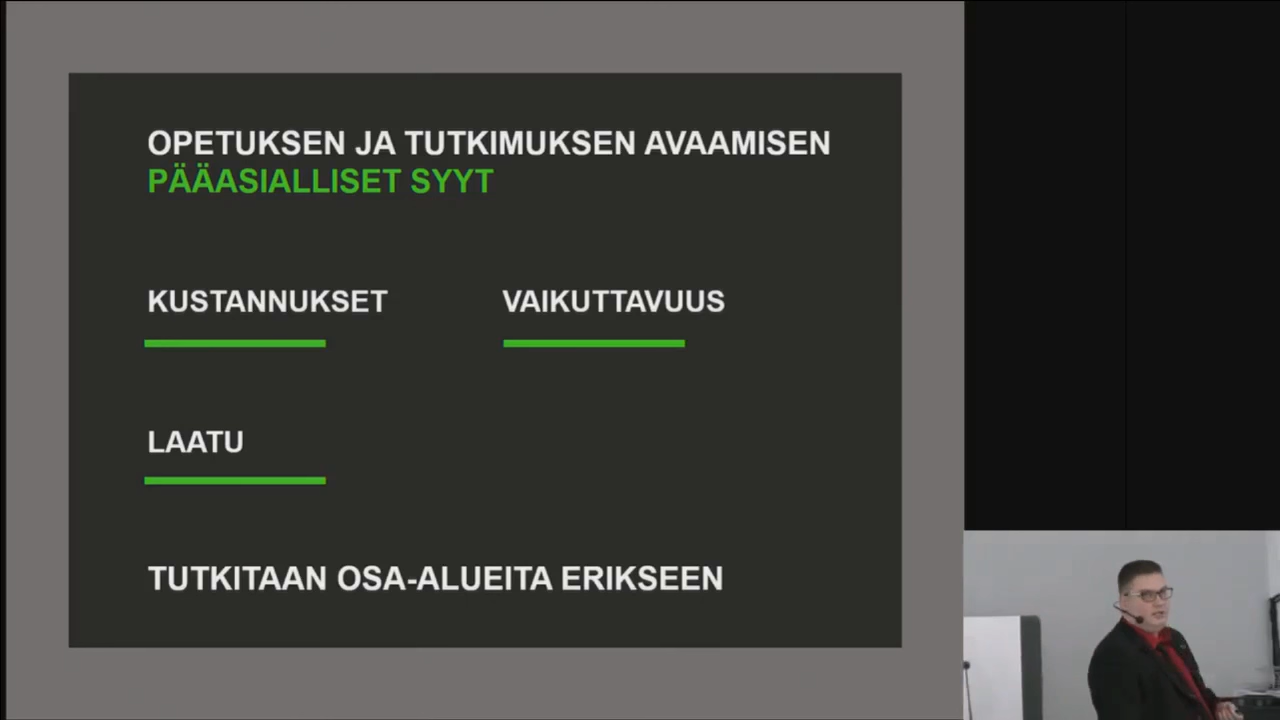 OPETUKSEN JA TUTKIMUKSEN AVAAMISEN
PÄÄASIALLISET SYYT
KUSTANNUKSET
VAIKUTTAVUUS
LAATU
TUTKITAAN OSA-ALUEITA ERIKSEEN